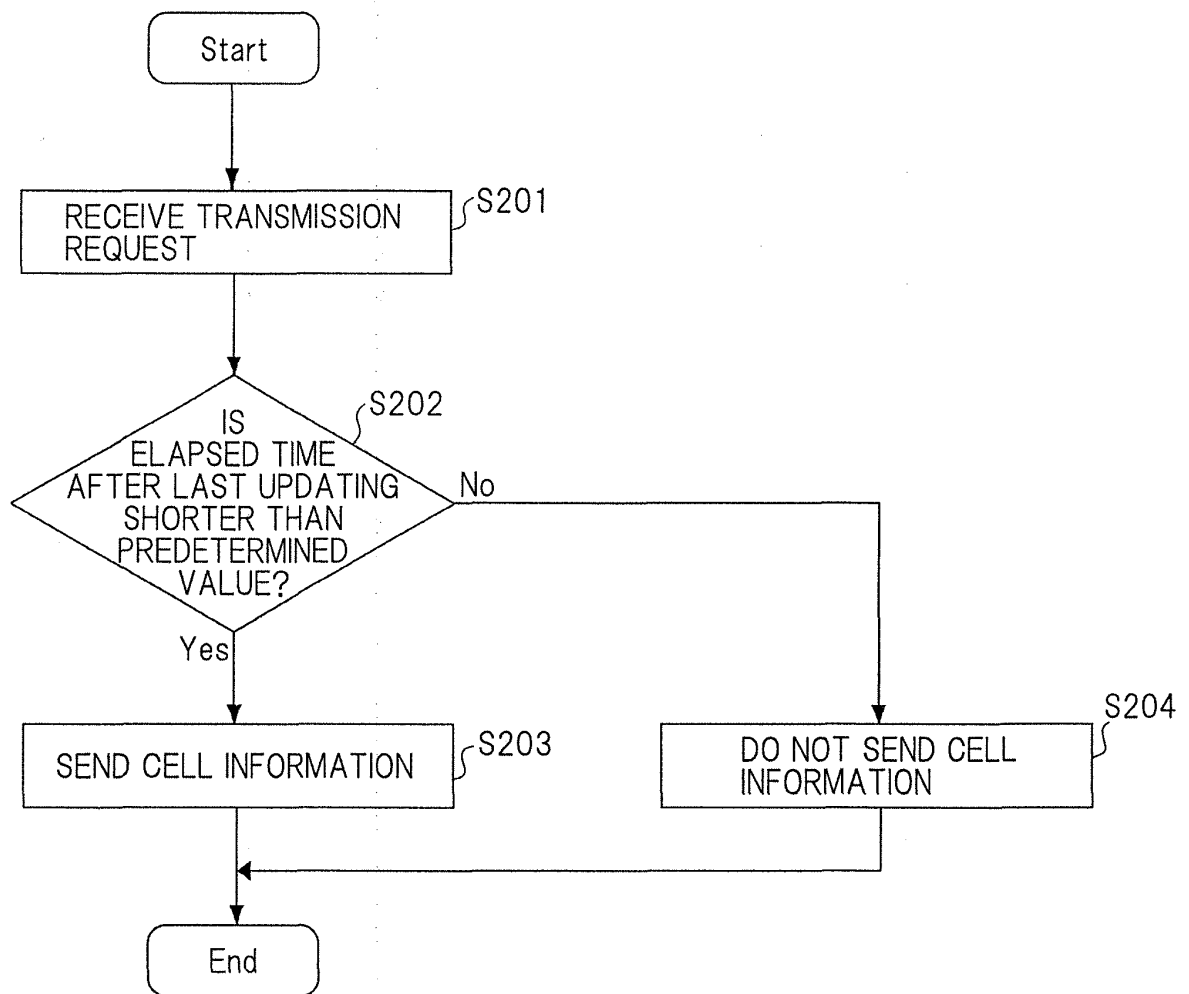 Start
RECEIVE TRANSMISSION
REQUEST
S201
IS
ELAPSED TIME
AFTER LAST UPDATING
SHORTER THAN
PREDETERMINED
VALUE?
S202
No
Yes
SEND CELL INFORMATION
S203
DO NOT SEND CELL
INFORMATION
S204
End